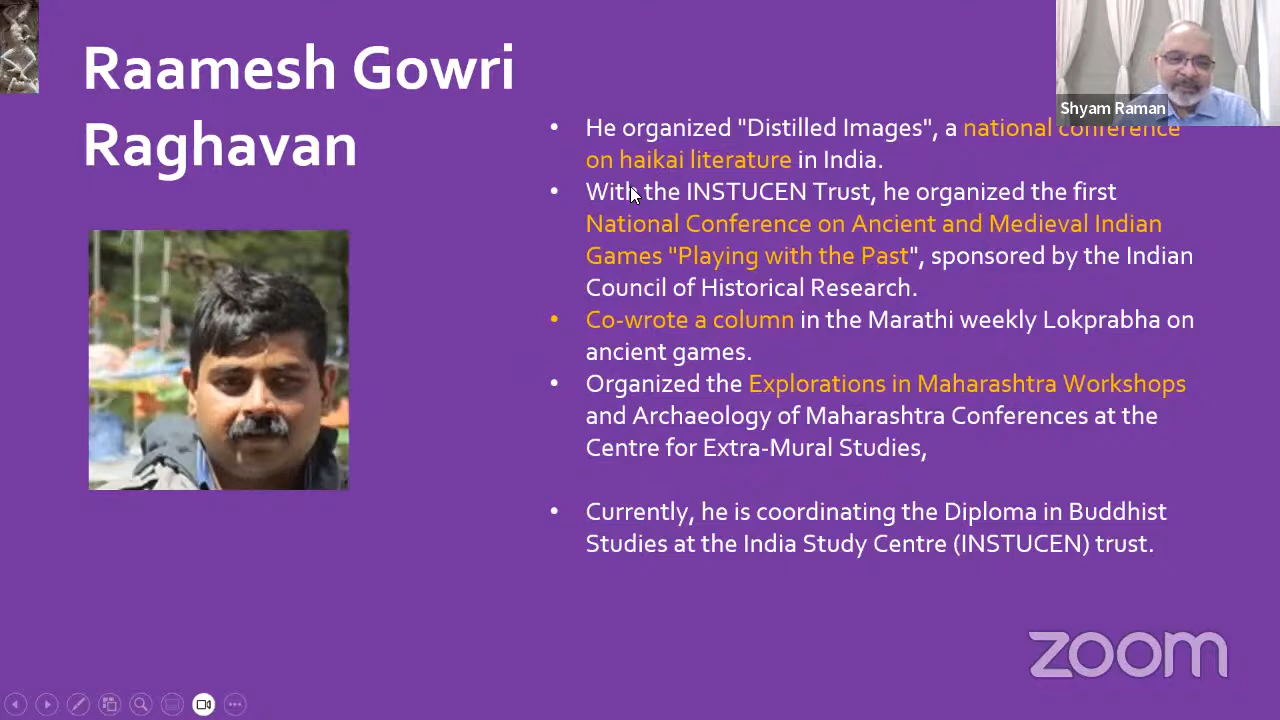 Raamesh Gowri
Raghavan
Shyam Raman
• He organized "Distilled Images", a national conference
on haikai literature in India.
• With the INSTUCEN Trust, he organized the first
National Conference on Ancient and Medieval Indian
Games "Playing with the Past", sponsored by the Indian
Council of Historical Research.
• Co-wrote a column in the Marathi weekly Lokprabha on
ancient games.
• Organized the Explorations in Maharashtra Workshops
and Archaeology of Maharashtra Conferences at the
Centre for Extra-Mural Studies,
• Currently, he is coordinating the Diploma in Buddhist
Studies at the India Study Centre (INSTUCEN) trust.
zoom